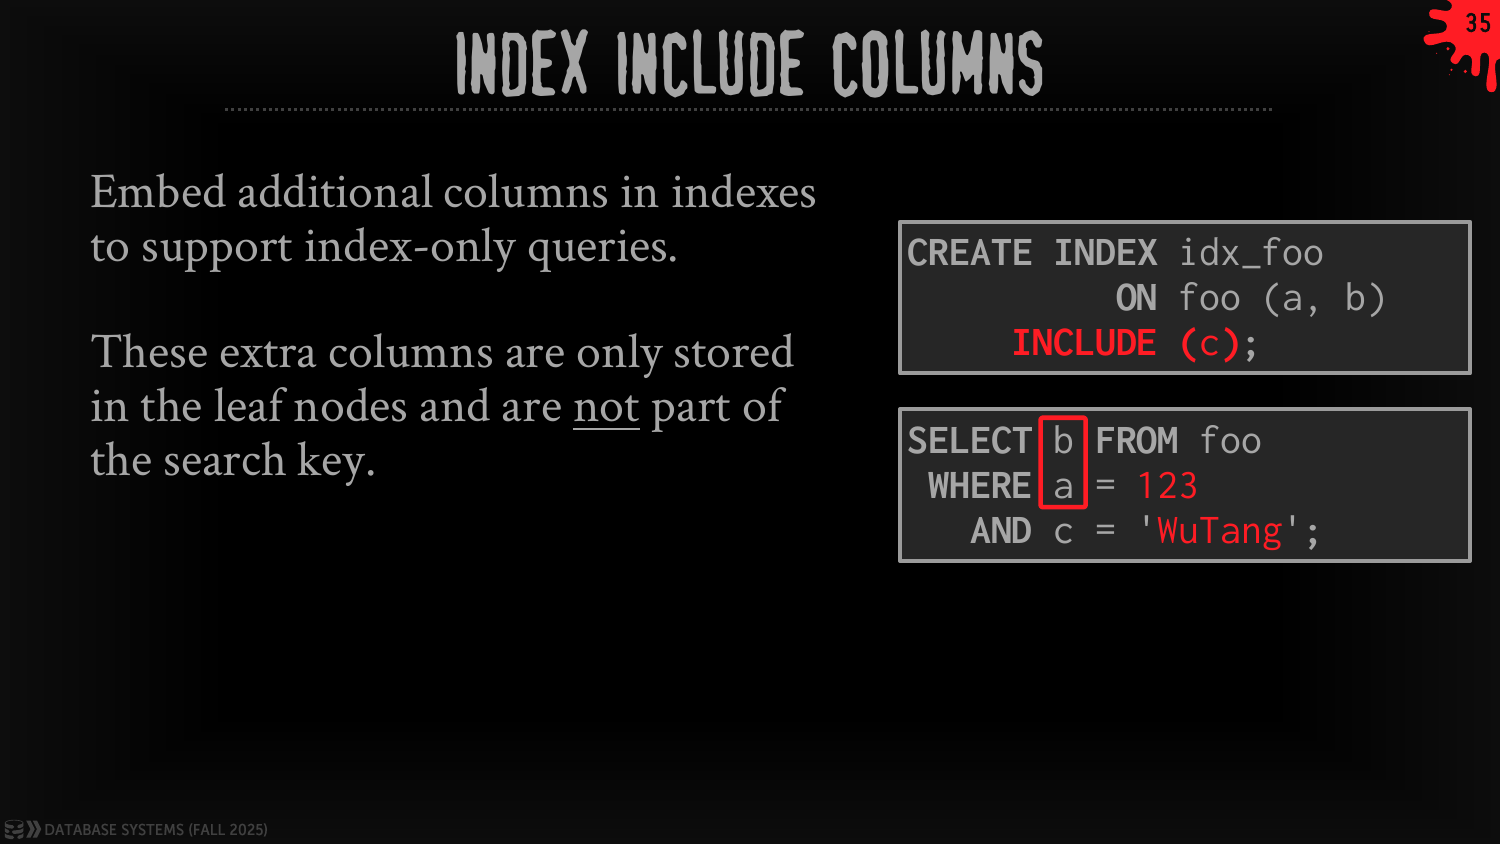 INDEX INCLUDE COLUMNS
35
Embed additional columns in indexes
to support index-only queries.
These extra columns are only stored
in the leaf nodes and are not part of
the search key.
CREATE INDEX idx_foo
ON foo (a, b)
INCLUDE (c);
SELECT b FROM foo
WHERE a = 123
AND c = 'WuTang';
DATABASE SYSTEMS (FALL 2025)